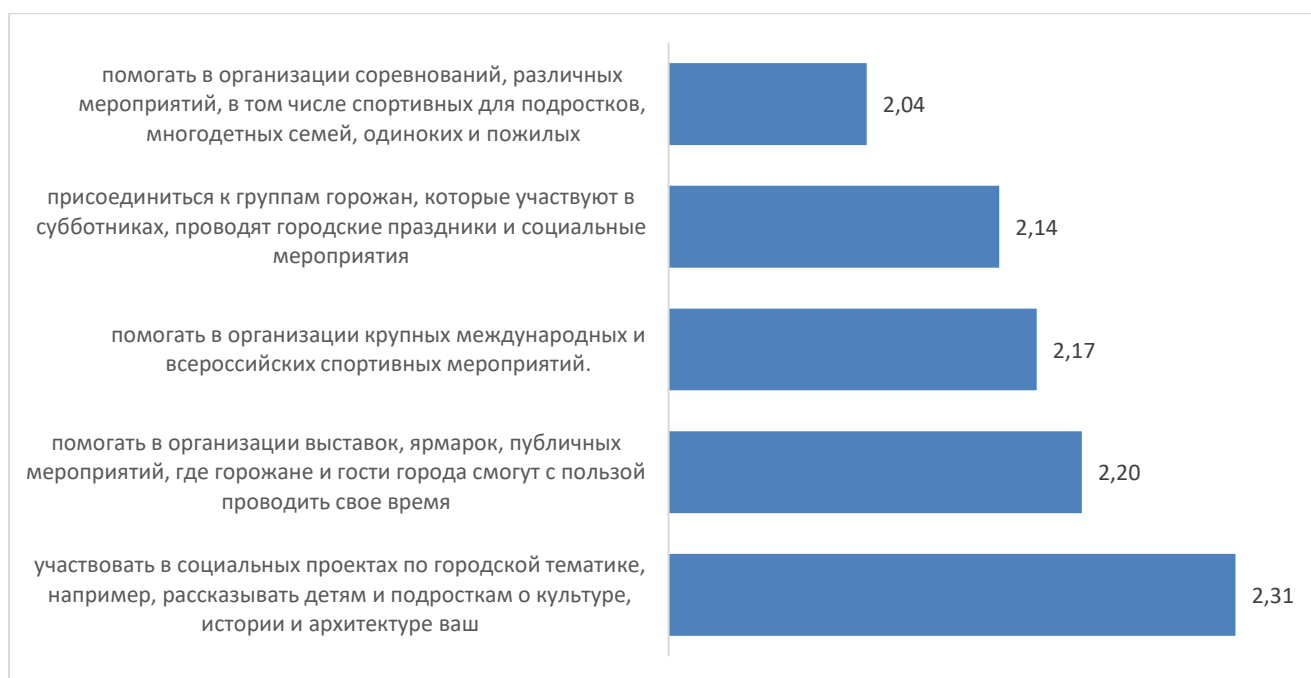 помогать в организации соревнований, различных
мероприятий, в том числе спортивных для подростков,
многодетных семей, одиноких и пожилых
2,04
присоединиться к группам горожан, которые участвуют в
субботниках, проводят городские праздники и социальные
мероприятия
2,14
помогать в организации крупных международных и
всероссийских спортивных мероприятий.
2,17
помогать в организации выставок, ярмарок, публичных
мероприятий, где горожане и гости города смогут с пользой
проводить свое время
2,20
участвовать в социальных проектах по городской тематике,
например, рассказывать детям и подросткам о культуре,
истории и архитектуре ваш
2,31